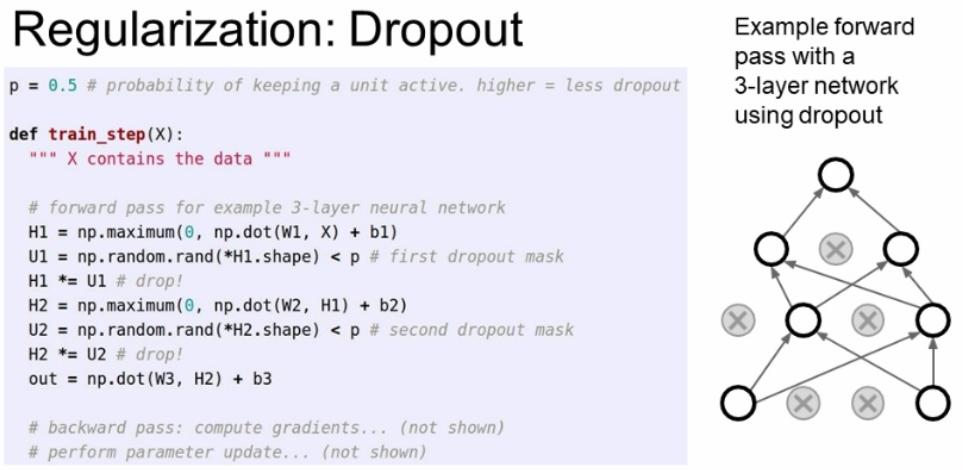 Regularization: Dropout
p = 0.5 # probability of keeping a unit active. higher = less dropout
def train_step(X):
""" X contains the data """
# forward pass for example 3-layer neural network
H1 = np.maximum(0, np.dot(W1, X) + b1)
U1 = np.random.rand(*H1.shape) < p # first dropout mask
H1 *= U1 # drop!
H2 = np.maximum(0, np.dot(W2, H1) + b2)
U2 = np.random.rand(*H2.shape) < p # second dropout mask
H2 *= U2 # drop!
out = np.dot(W3, H2) + b3
# backward pass: compute gradients... (not shown)
# perform parameter update... (not shown)
Example forward
pass with a
3-layer network
using dropout